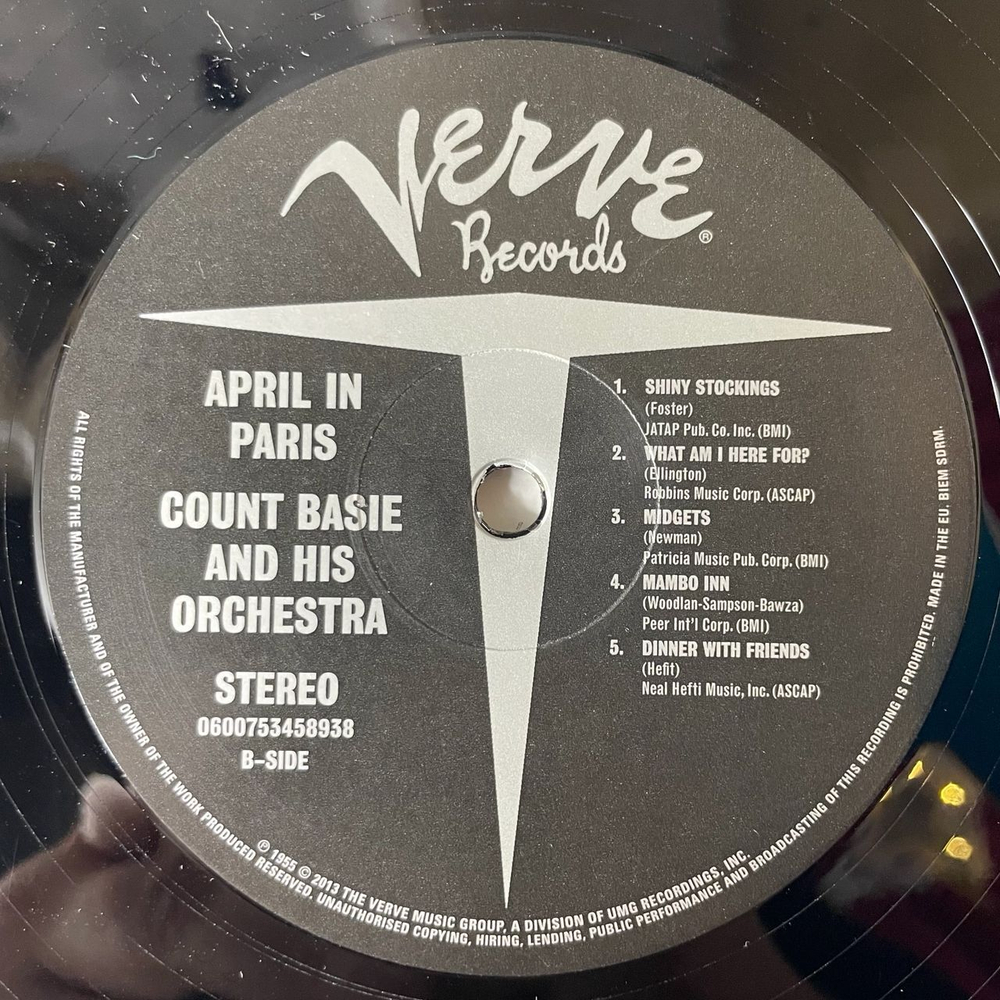 Verve
Records
®
APRIL IN
PARIS
COUNT BASIE
AND HIS
ORCHESTRA
STEREO
0600753458938
B–SIDE
1. SHINY STOCKINGS
(Foster)
JATAP Pub. Co. Inc. (BMI)
2. WHAT AM I HERE FOR?
(Ellington)
Robbins Music Corp. (ASCAP)
3. MIDGETS
(Newman)
Patricia Music Pub. Corp. (BMI)
4. MAMBO INN
(Woodlan-Sampson-Bawza)
Peer Int'l Corp. (BMI)
5. DINNER WITH FRIENDS
(Hefit)
Neal Hefti Music, Inc. (ASCAP)
℗ 1955 © 2013 THE VERVE MUSIC GROUP, A DIVISION OF UMG RECORDINGS, INC.
ALL RIGHTS OF THE MANUFACTURER AND OF THE OWNER OF THE WORK PRODUCED RESERVED, UNAUTHORISED COPYING, HIRING, LENDING, PUBLIC PERFORMANCE AND BROADCASTING OF THIS RECORDING IS PROHIBITED. MADE IN THE EU. BIEM SDRM.